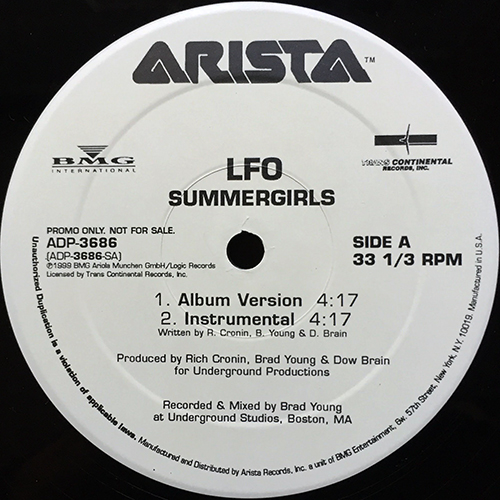 ARISTA™
BMG
INTERNATIONAL
LFO
SUMMERGIRLS
TRANS CONTINENTAL
RECORDS, INC.
PROMO ONLY. NOT FOR SALE.
ADP-3686
(ADP-3686-SA)
℗1999 BMG Ariola Munchen GmbH/Logic Records
Licensed by Trans Continental Records, Inc.
SIDE A
33 1/3 RPM
1. Album Version 4:17
2. Instrumental 4:17
Written by R. Cronin, B. Young & D. Brain
Produced by Rich Cronin, Brad Young & Dow Brain
for Underground Productions
Recorded & Mixed by Brad Young
at Underground Studios, Boston, MA
Unauthorized Duplication is a violation of applicable laws. Manufactured and Distributed by Arista Records, Inc. a unit of BMG Entertainment, 6w. 57th Street, New York, N.Y. 10019. Manufactured in U.S.A.